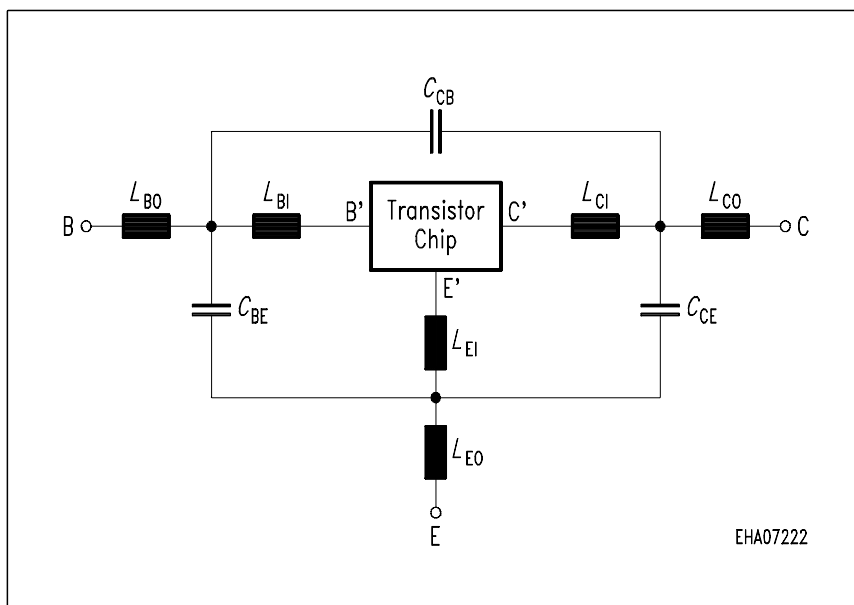 C_CB
L_BO L_BI L_CI L_CO
B B' Transistor Chip C' C
E'
C_BE C_CE
L_EI
L_EO
E
EHA07222